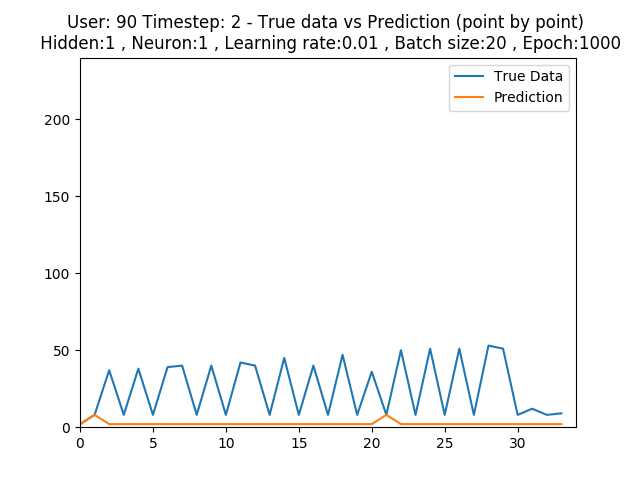 User: 90 Timestep: 2 - True data vs Prediction (point by point)
Hidden:1 , Neuron:1 , Learning rate:0.01 , Batch size:20 , Epoch:1000
True Data
Prediction
200
150
100
50
0
0 5 10 15 20 25 30